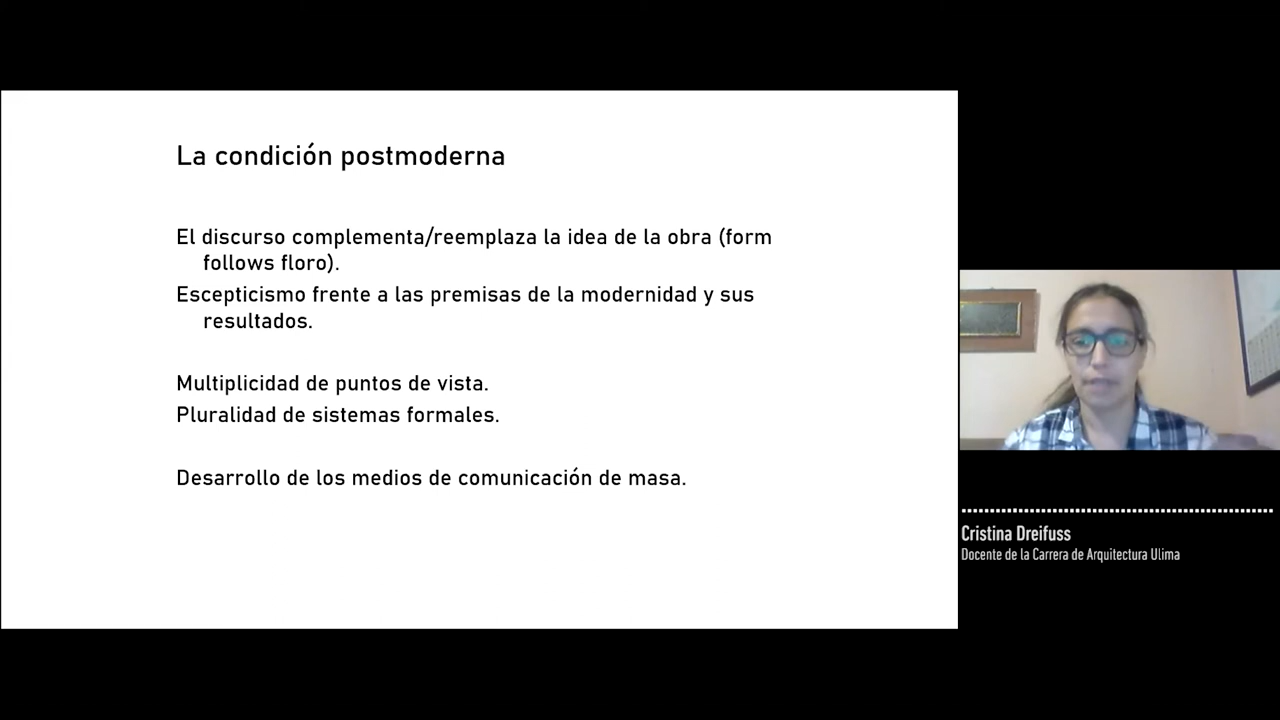 La condición postmoderna
El discurso complementa/reemplaza la idea de la obra (form
follows floro).
Escepticismo frente a las premisas de la modernidad y sus
resultados.
Multiplicidad de puntos de vista.
Pluralidad de sistemas formales.
Desarrollo de los medios de comunicación de masa.
Cristina Dreifuss
Docente de la Carrera de Arquitectura Ulima